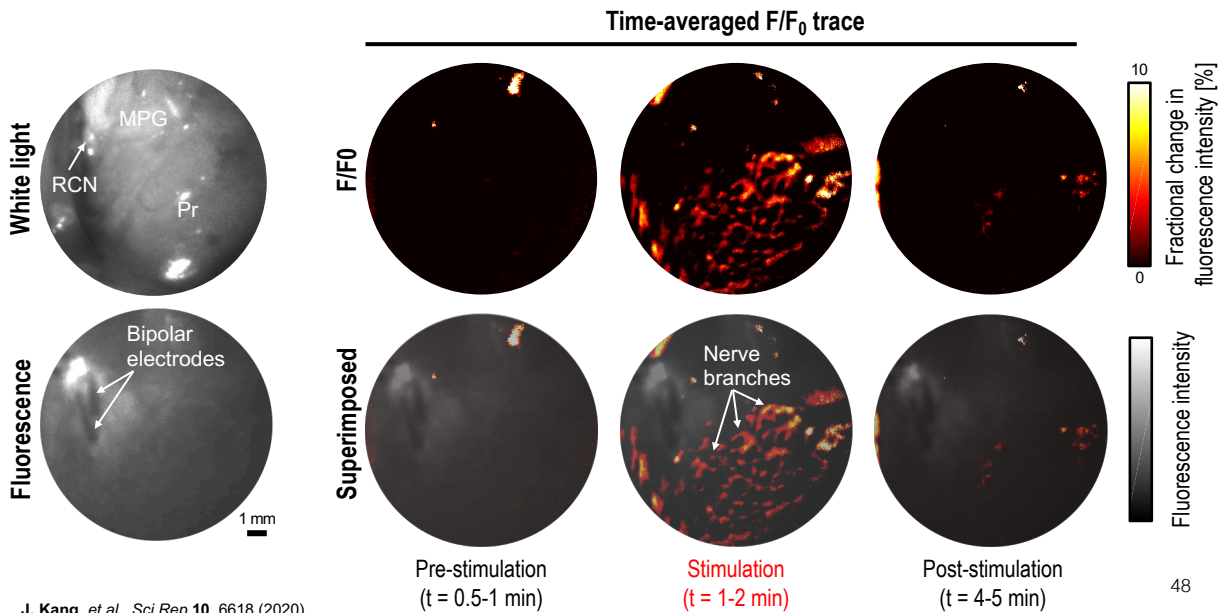 Time-averaged F/F₀ trace
White light
MPG
RCN
Pr
F/F0
10
0
Fractional change in
fluorescence intensity [%]
Fluorescence
Bipolar
electrodes
1 mm
Superimposed
Nerve
branches
Fluorescence intensity
Pre-stimulation
(t = 0.5-1 min)
Stimulation
(t = 1-2 min)
Post-stimulation
(t = 4-5 min)
48
J. Kang, et al., Sci Rep 10, 6618 (2020)